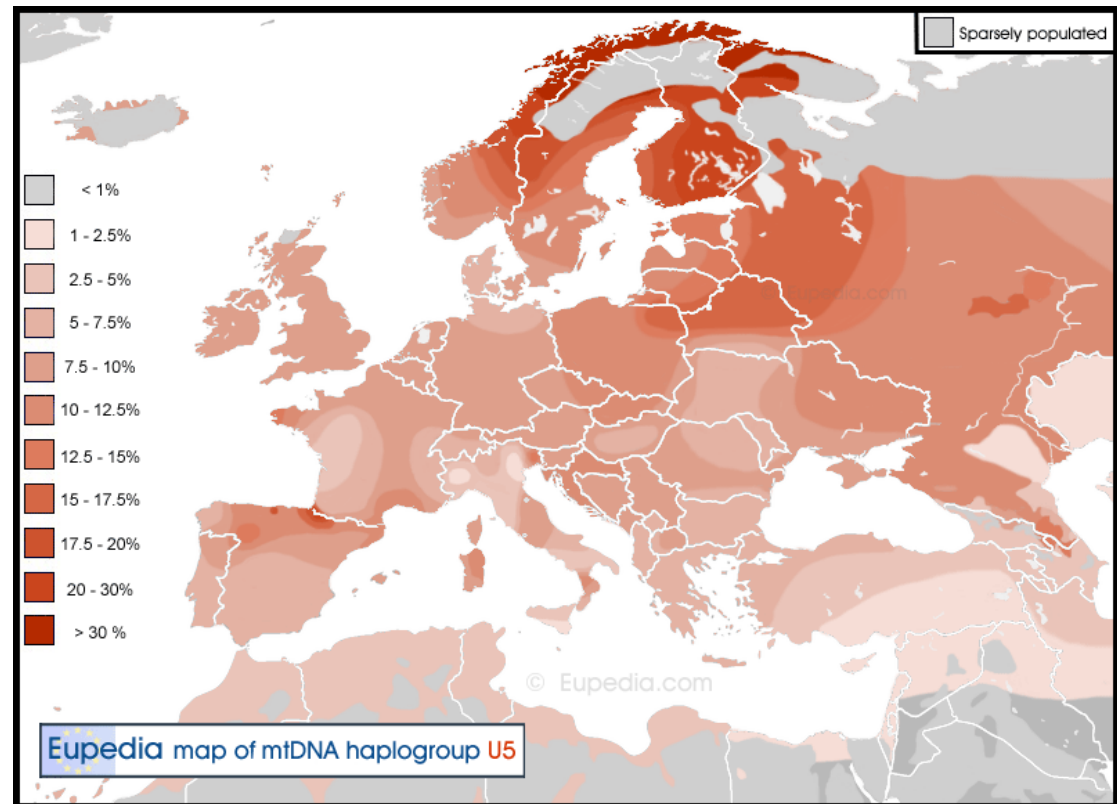 Sparsely populated
< 1%
1 - 2.5%
2.5 - 5%
5 - 7.5%
7.5 - 10%
10 - 12.5%
12.5 - 15%
15 - 17.5%
17.5 - 20%
20 - 30%
> 30 %
© Eupedia.com
© Eupedia.com
Eupedia map of mtDNA haplogroup U5